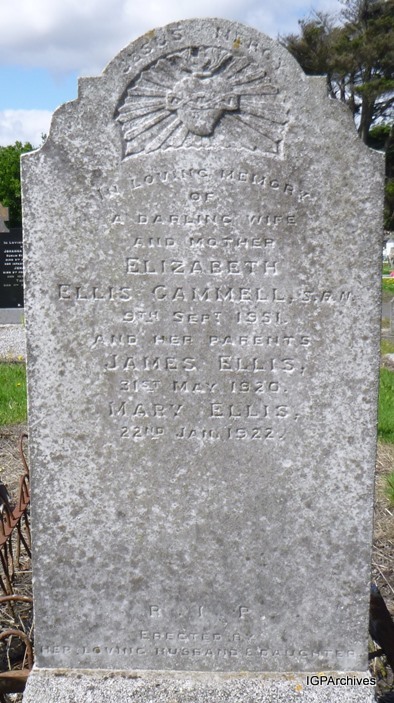 JESUS MERCY
IN LOVING MEMORY
OF
A DARLING WIFE
AND MOTHER
ELIZABETH
ELLIS GAMMELL, S.R.N.
9TH SEPT 1951.
AND HER PARENTS
JAMES ELLIS,
31ST MAY 1920.
MARY ELLIS,
22ND JAN. 1922.
R I P
ERECTED BY
HER LOVING HUSBAND & DAUGHTER
IGPArchives